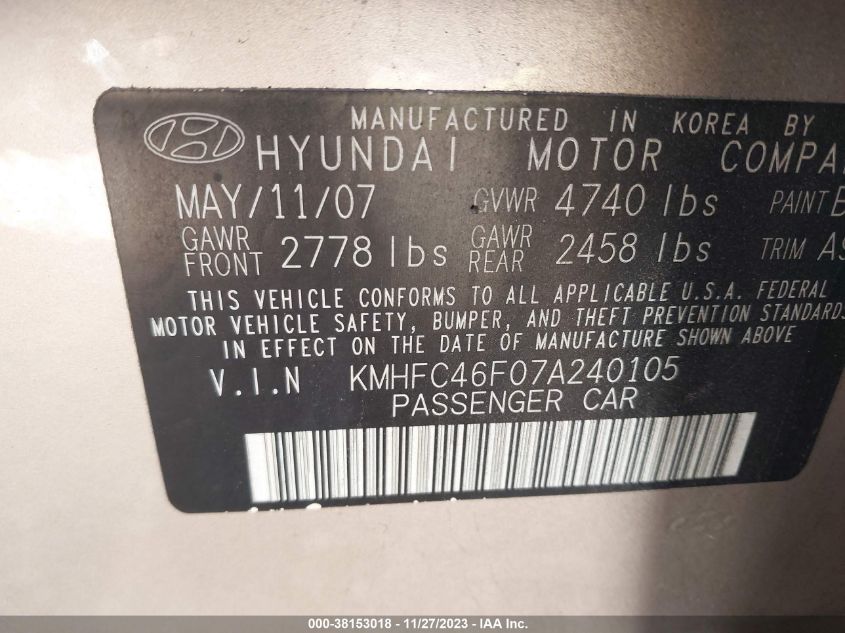 MANUFACTURED IN KOREA BY
HYUNDAI MOTOR
MAY/11/07 GVWR 4740 lbs PAINT
GAWR FRONT 2778 lbs GAWR REAR 2458 lbs TRIM
THIS VEHICLE CONFORMS TO ALL APPLICABLE U.S.A. FEDERAL
MOTOR VEHICLE SAFETY, BUMPER, AND THEFT PREVENTION STANDARDS
IN EFFECT ON THE DATE OF MANUFACTURE SHOWN ABOVE
V.I.N KMHFC46F07A240105
PASSENGER CAR
000-38153018 - 11/27/2023 - IAA Inc.